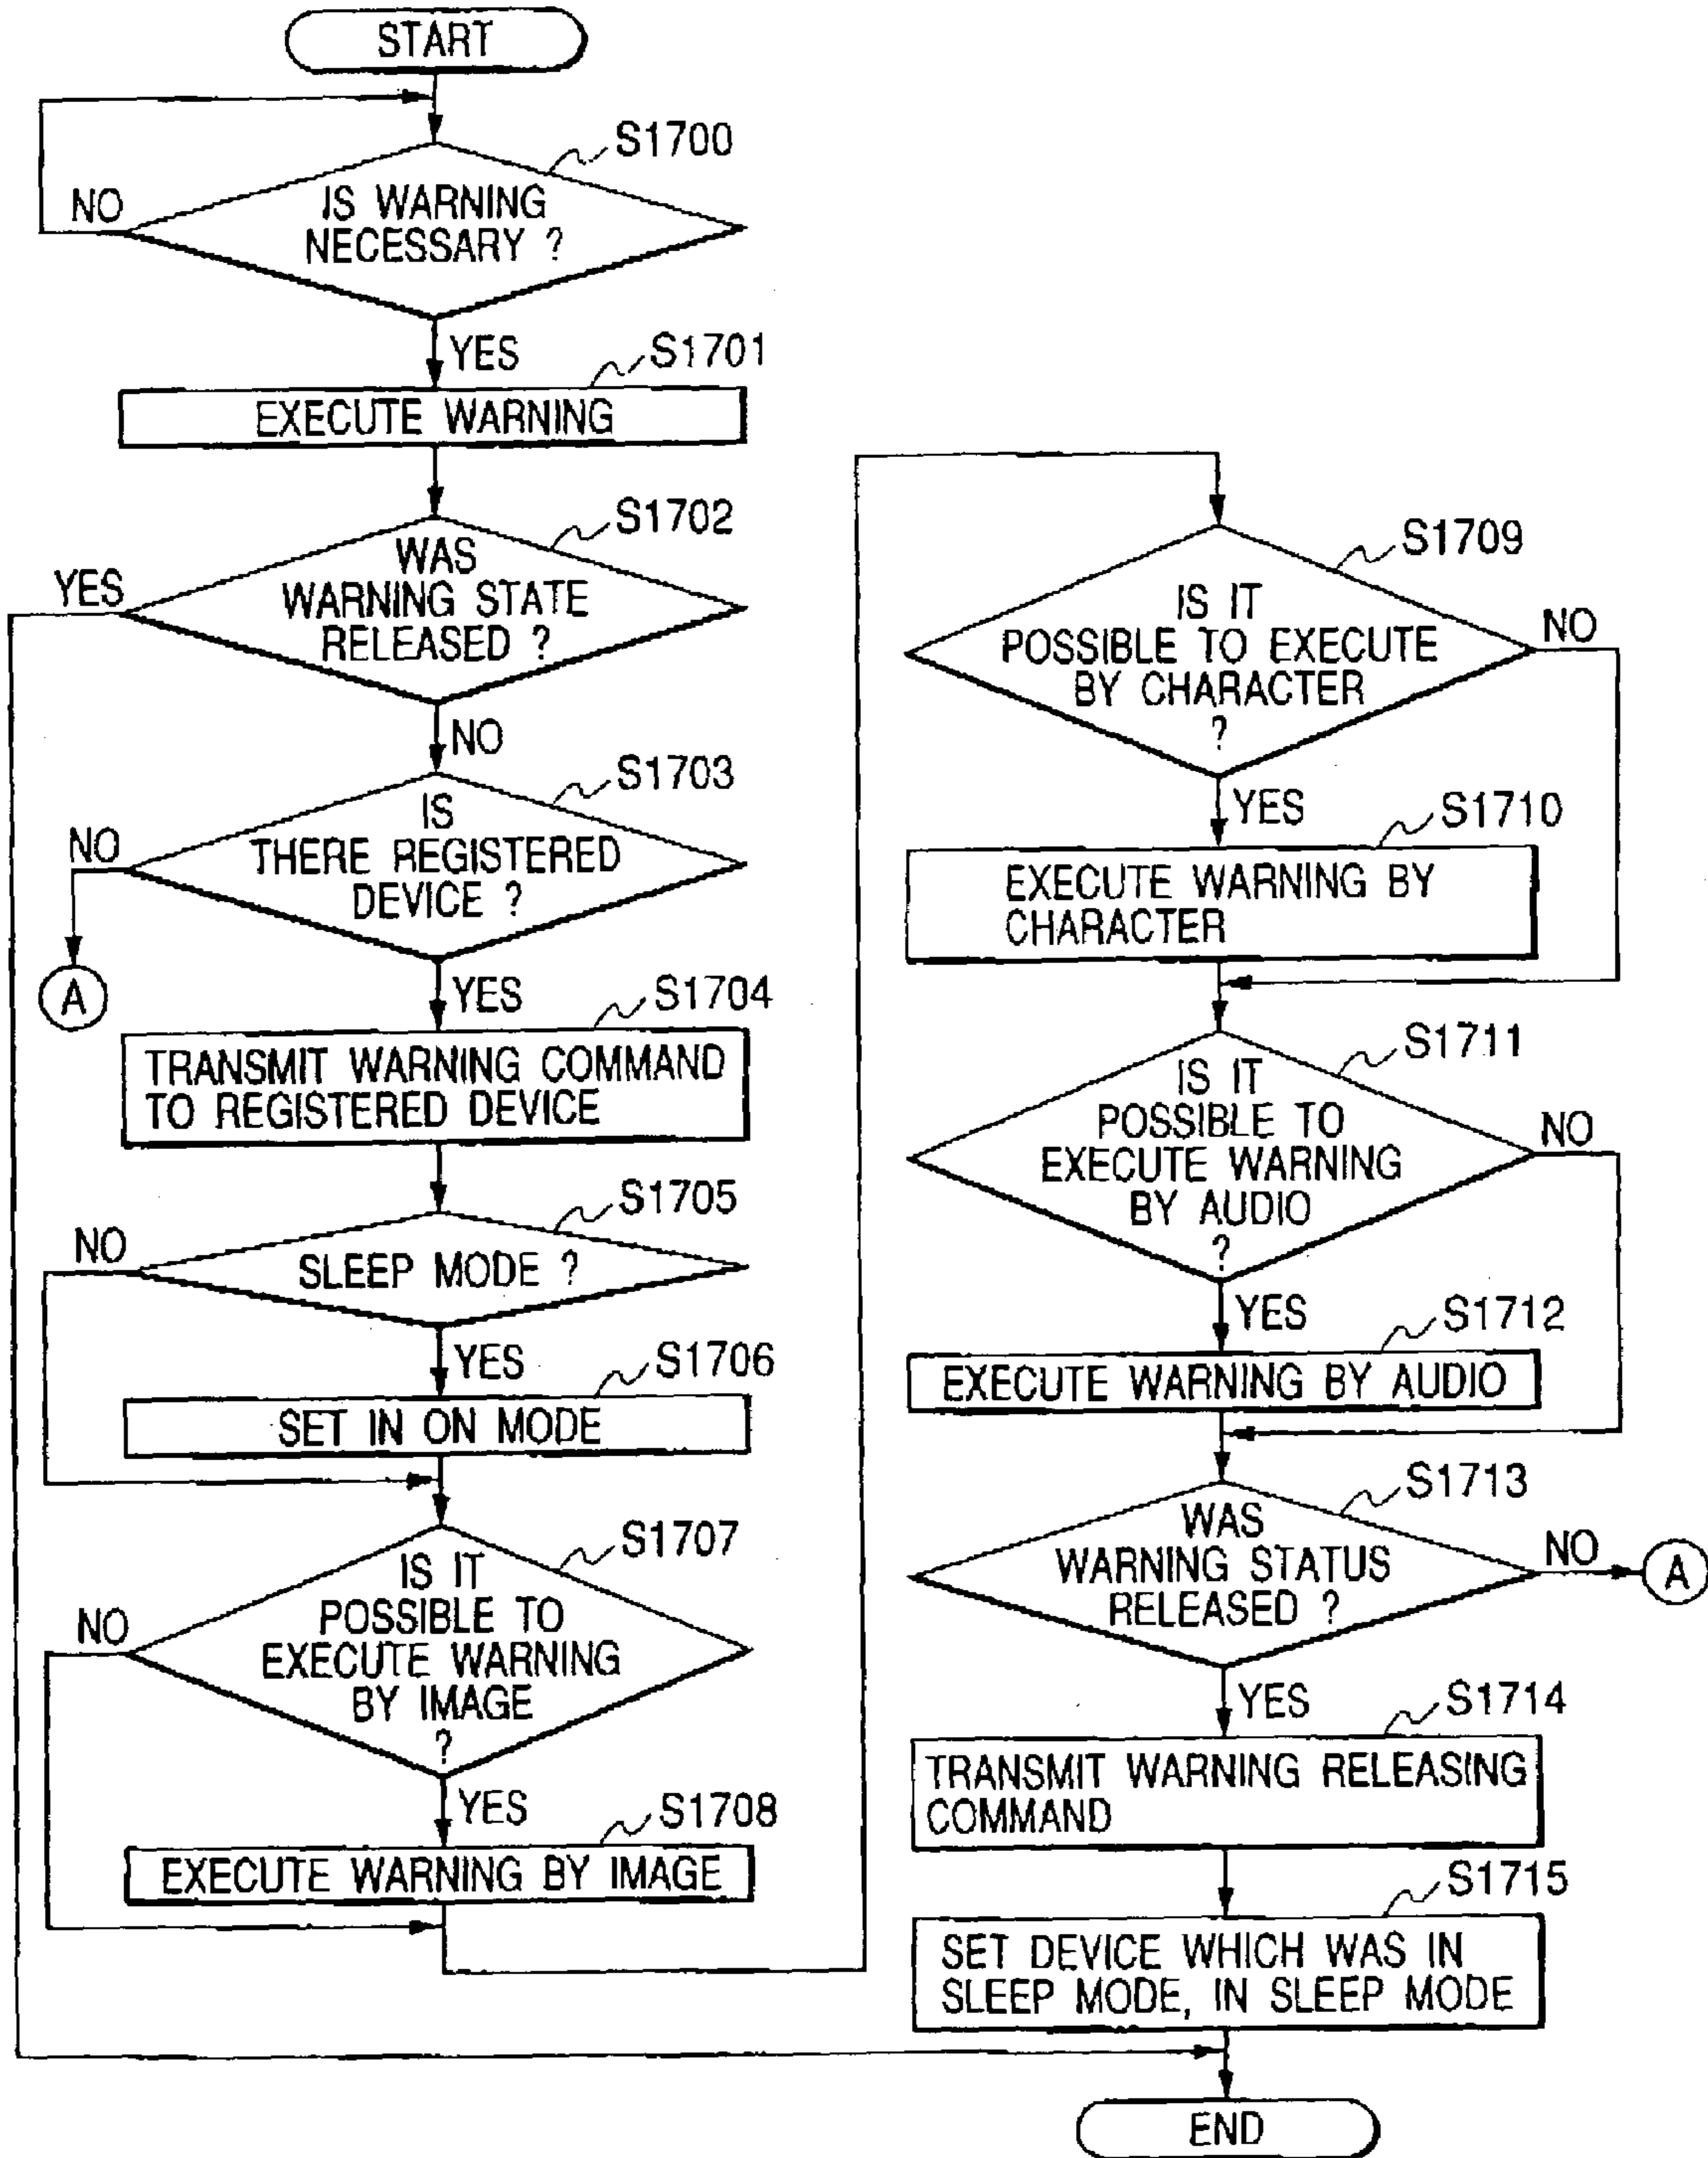 START
S1700
NO
IS WARNING
NECESSARY ?
YES
S1701
EXECUTE WARNING
S1702
YES
WAS
WARNING STATE
RELEASED ?
NO
S1703
NO
IS
THERE REGISTERED
DEVICE ?
A
YES
S1704
TRANSMIT WARNING COMMAND
TO REGISTERED DEVICE
S1705
NO
SLEEP MODE ?
YES
S1706
SET IN ON MODE
S1707
NO
IS IT
POSSIBLE TO
EXECUTE WARNING
BY IMAGE
?
YES
S1708
EXECUTE WARNING BY IMAGE
S1709
IS IT
POSSIBLE TO EXECUTE
BY CHARACTER
?
NO
YES
S1710
EXECUTE WARNING BY
CHARACTER
S1711
IS IT
POSSIBLE TO
EXECUTE WARNING
BY AUDIO
?
NO
YES
S1712
EXECUTE WARNING BY AUDIO
S1713
WAS
WARNING STATUS
RELEASED ?
NO
A
YES
S1714
TRANSMIT WARNING RELEASING
COMMAND
S1715
SET DEVICE WHICH WAS IN
SLEEP MODE, IN SLEEP MODE
END